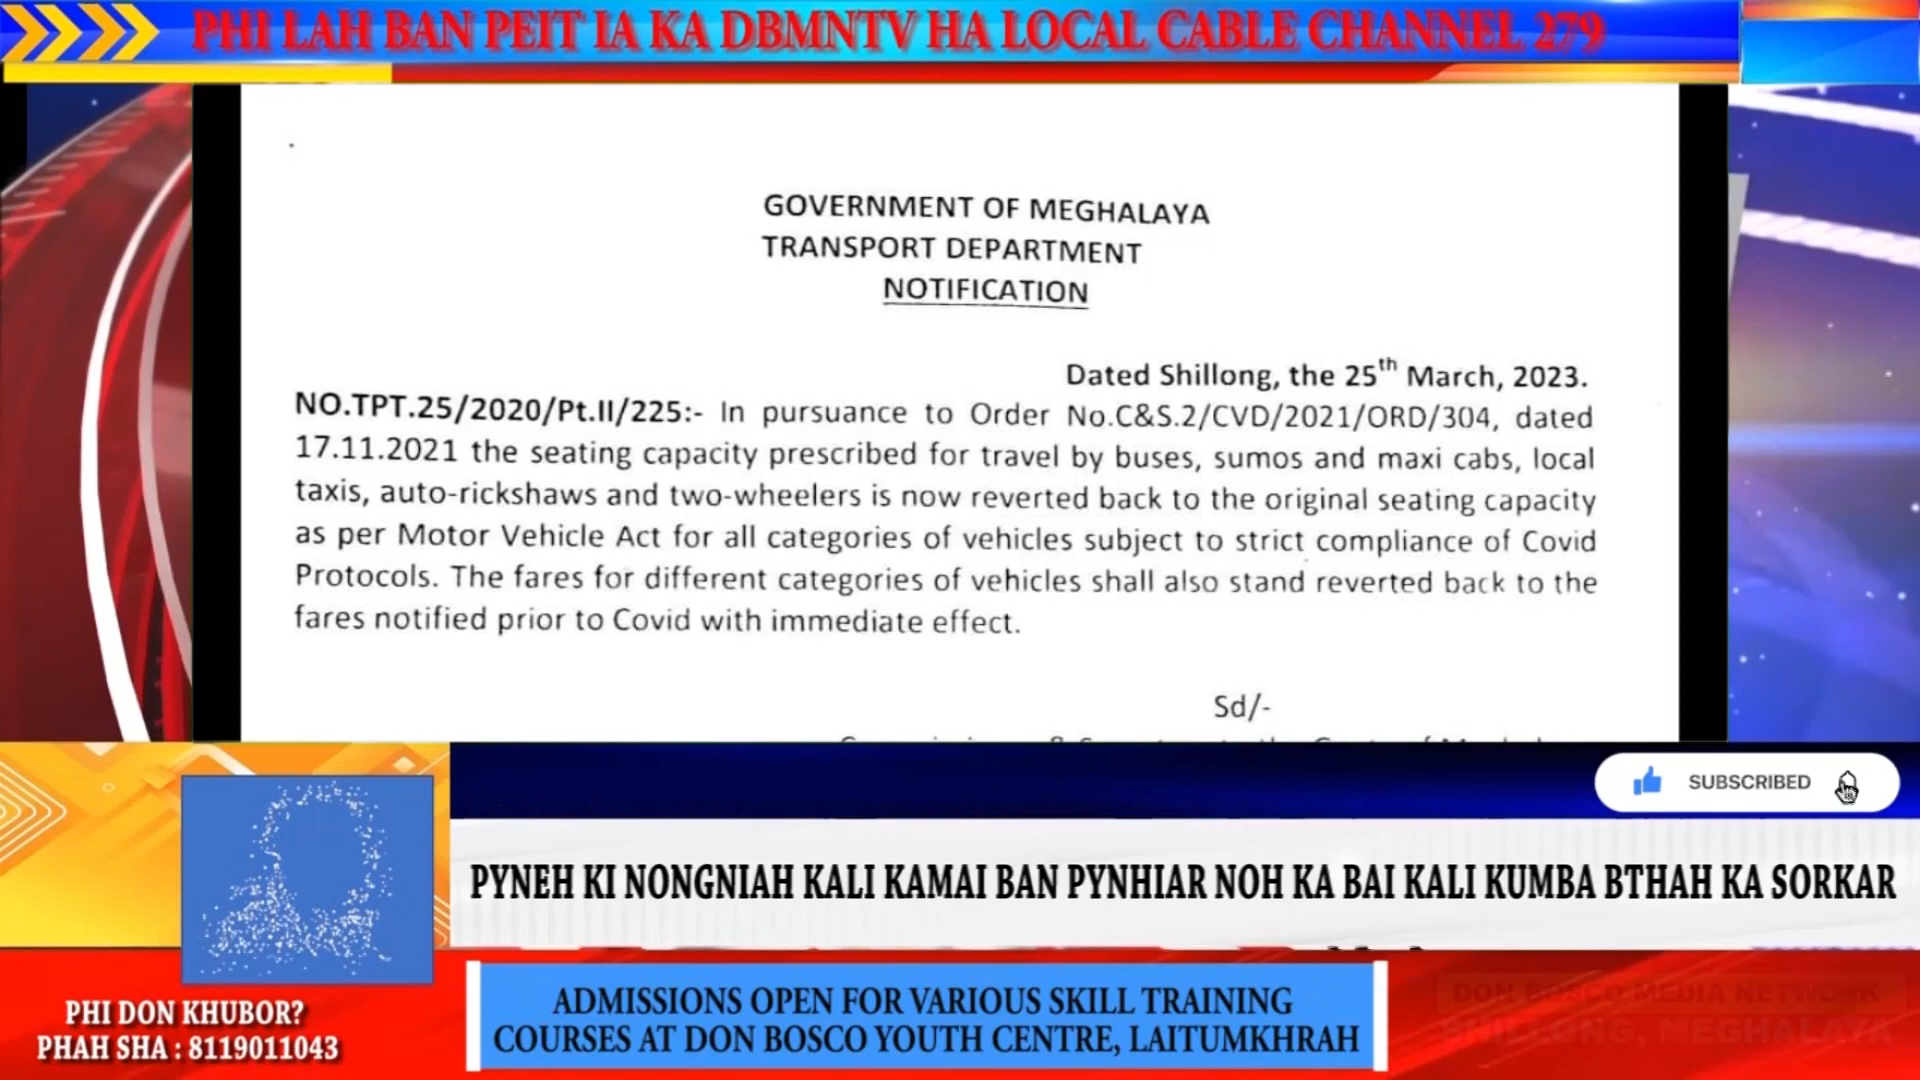 PHI LAH BAN PEIT IA KA DBMNTV HA LOCAL CABLE CHANNEL 279
GOVERNMENT OF MEGHALAYA
TRANSPORT DEPARTMENT
NOTIFICATION
Dated Shillong, the 25th March, 2023.
NO.TPT.25/2020/Pt.II/225:- In pursuance to Order No.C&S.2/CVD/2021/ORD/304, dated
17.11.2021 the seating capacity prescribed for travel by buses, sumos and maxi cabs, local
taxis, auto-rickshaws and two-wheelers is now reverted back to the original seating capacity
as per Motor Vehicle Act for all categories of vehicles subject to strict compliance of Covid
Protocols. The fares for different categories of vehicles shall also stand reverted back to the
fares notified prior to Covid with immediate effect.
Sd/-
SUBSCRIBED
PYNEH KI NONGNIAH KALI KAMAI BAN PYNHIAR NOH KA BAI KALI KUMBA BTHAH KA SORKAR
PHI DON KHUBOR?
PHAH SHA : 8119011043
ADMISSIONS OPEN FOR VARIOUS SKILL TRAINING
COURSES AT DON BOSCO YOUTH CENTRE, LAITUMKHRAH
DON BOSCO MEDIA NETWORK
SHILLONG, MEGHALAYA